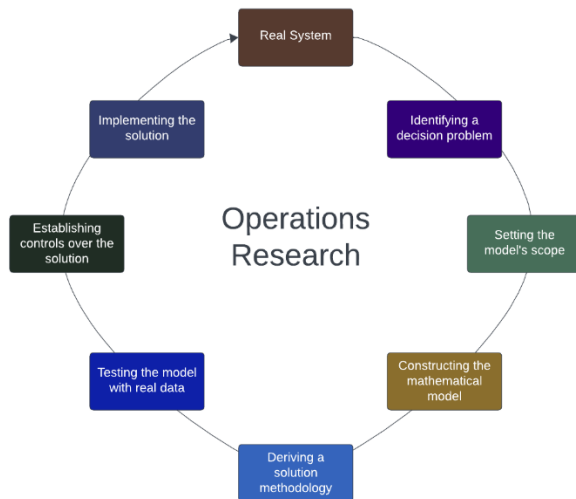 Real System
Implementing the
solution
Identifying a
decision problem
Operations
Research
Establishing
controls over the
solution
Setting the
model's scope
Testing the model
with real data
Constructing the
mathematical
model
Deriving a
solution
methodology